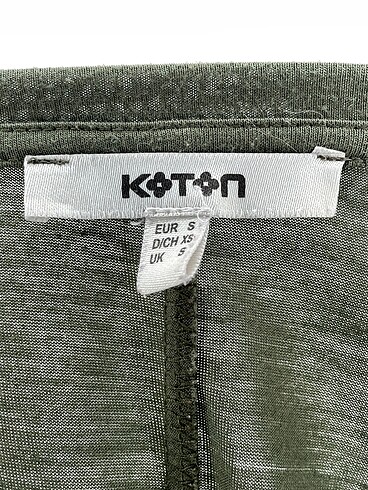 KOTON
EUR S
D/CH XS
UK S